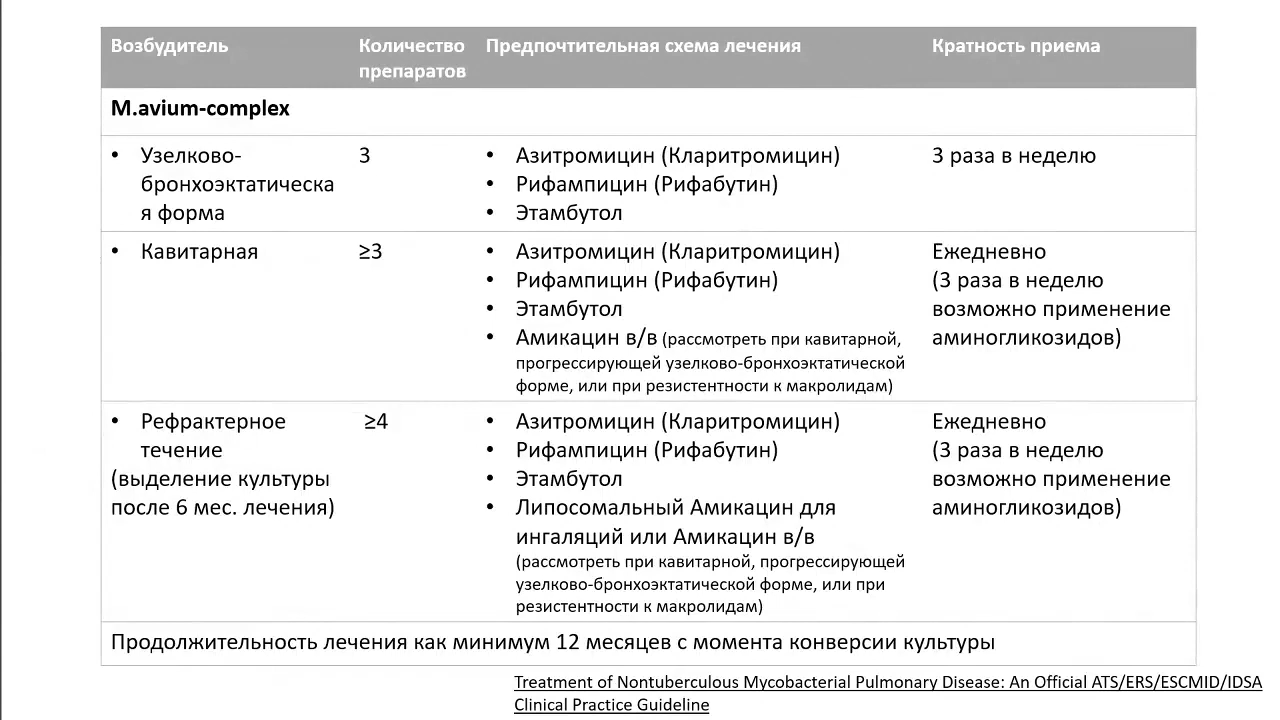 Возбудитель
Количество
препаратов
Предпочтительная схема лечения
Кратность приема
M.avium-complex
• Узелково-
бронхоэктатическа
я форма
3
• Азитромицин (Кларитромицин)
• Рифампицин (Рифабутин)
• Этамбутол
3 раза в неделю
• Кавитарная
≥3
• Азитромицин (Кларитромицин)
• Рифампицин (Рифабутин)
• Этамбутол
• Амикацин в/в (рассмотреть при кавитарной,
прогрессирующей узелково-бронхоэктатической
форме, или при резистентности к макролидам)
Ежедневно
(3 раза в неделю
возможно применение
аминогликозидов)
• Рефрактерное
течение
(выделение культуры
после 6 мес. лечения)
≥4
• Азитромицин (Кларитромицин)
• Рифампицин (Рифабутин)
• Этамбутол
• Липосомальный Амикацин для
ингаляций или Амикацин в/в
(рассмотреть при кавитарной, прогрессирующей
узелково-бронхоэктатической форме, или при
резистентности к макролидам)
Ежедневно
(3 раза в неделю
возможно применение
аминогликозидов)
Продолжительность лечения как минимум 12 месяцев с момента конверсии культуры
Treatment of Nontuberculous Mycobacterial Pulmonary Disease: An Official ATS/ERS/ESCMID/IDSA
Clinical Practice Guideline